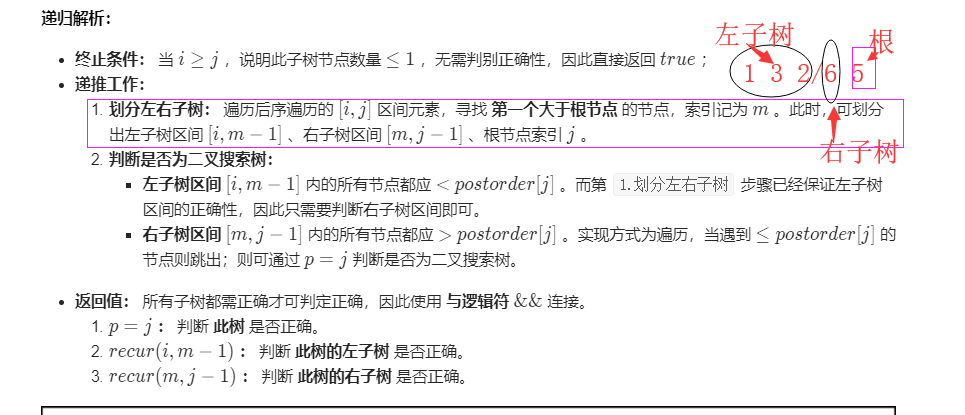 递归解析：
左子树
根
终止条件： 当 i ≥ j ，说明此子树节点数量 ≤ 1 ，无需判别正确性，因此直接返回 true ；
1 3 2/6 5
递推工作：
1. 划分左右子树： 遍历后序遍历的 [i, j] 区间元素，寻找 第一个大于根节点 的节点，索引记为 m 。此时，可划分
出左子树区间 [i, m − 1] 、右子树区间 [m, j − 1] 、根节点索引 j 。
右子树
2. 判断是否为二叉搜索树：
左子树区间 [i, m − 1] 内的所有节点都应 < postorder[j] 。而第 1.划分左右子树 步骤已经保证左子树
区间的正确性，因此只需要判断右子树区间即可。
右子树区间 [m, j − 1] 内的所有节点都应 > postorder[j] 。实现方式为遍历，当遇到 ≤ postorder[j] 的
节点则跳出；则可通过 p = j 判断是否为二叉搜索树。
返回值： 所有子树都需正确才可判定正确，因此使用 与逻辑符 && 连接。
1. p = j ： 判断 此树 是否正确。
2. recur(i, m − 1) ： 判断 此树的左子树 是否正确。
3. recur(m, j − 1) ： 判断 此树的右子树 是否正确。